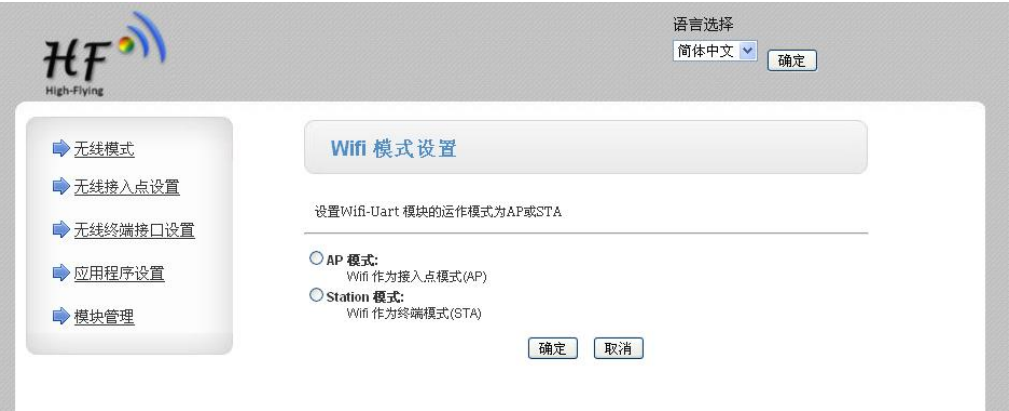 HF
High-Flying
语言选择
简体中文
确定
无线模式
无线接入点设置
无线终端接口设置
应用程序设置
模块管理
Wifi 模式设置
设置Wifi-Uart 模块的运作模式为AP或STA
AP 模式:
Wifi 作为接入点模式(AP)
Station 模式:
Wifi 作为终端模式(STA)
确定 取消